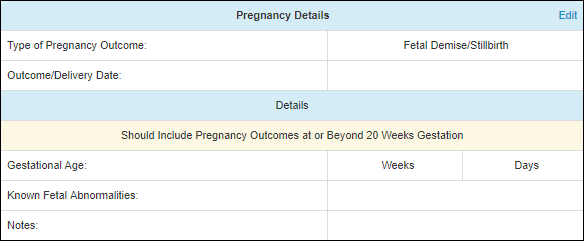 Pregnancy Details Edit
Type of Pregnancy Outcome: Fetal Demise/Stillbirth
Outcome/Delivery Date:
Details
Should Include Pregnancy Outcomes at or Beyond 20 Weeks Gestation
Gestational Age: Weeks Days
Known Fetal Abnormalities:
Notes: